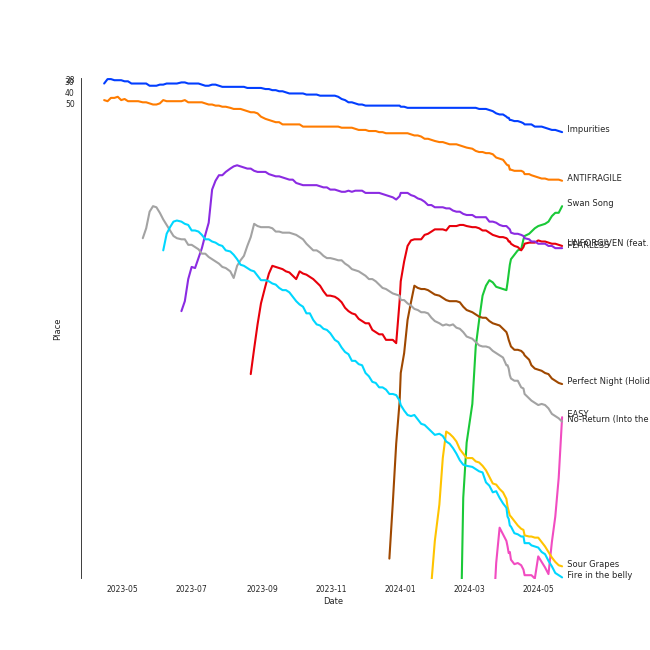 30
40
50
Impurities
ANTIFRAGILE
Swan Song
UNFORGIVEN (feat.
Perfect Night (Holid
EASY
No-Return (Into the
Sour Grapes
Fire in the belly
Place
2023-05 2023-07 2023-09 2023-11 2024-01 2024-03 2024-05
Date